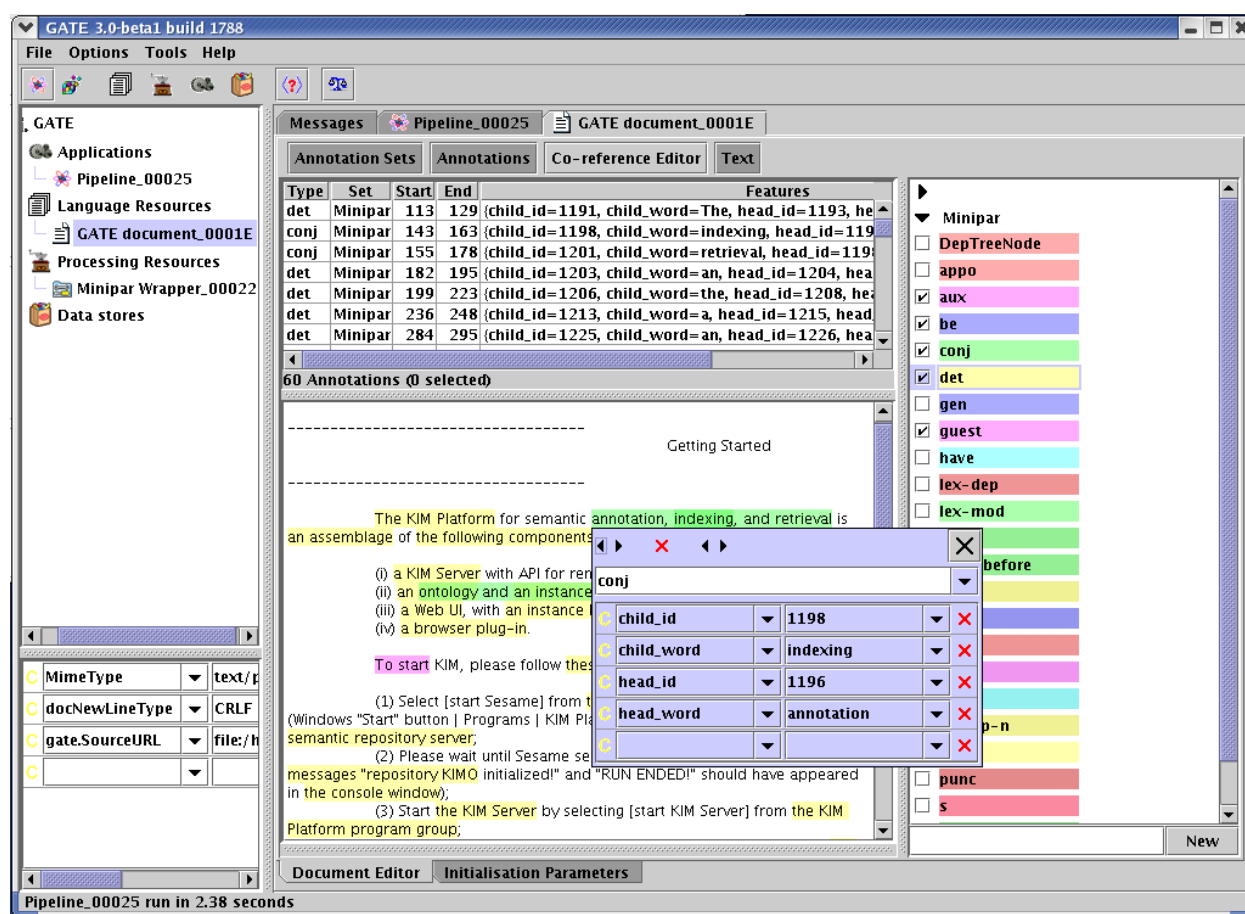 GATE 3.0-beta1 build 1788
File Options Tools Help
GATE
Applications
Pipeline_00025
Language Resources
GATE document_0001E
Processing Resources
Minipar Wrapper_00022
Data stores
MimeType text/p
docNewLineType CRLF
gate.SourceURL file:/h
Messages Pipeline_00025 GATE document_0001E
Annotation Sets Annotations Co-reference Editor Text
Type Set Start End Features
det Minipar 113 129 {child_id=1191, child_word=The, head_id=1193, he
conj Minipar 143 163 {child_id=1198, child_word=indexing, head_id=119
conj Minipar 155 178 {child_id=1201, child_word=retrieval, head_id=119
det Minipar 182 195 {child_id=1203, child_word=an, head_id=1204, hea
det Minipar 199 223 {child_id=1206, child_word=the, head_id=1208, hea
det Minipar 236 248 {child_id=1213, child_word=a, head_id=1215, head_
det Minipar 284 295 {child_id=1225, child_word=an, head_id=1226, hea
60 Annotations (0 selected)
-----------------------------------
Getting Started
-----------------------------------
The KIM Platform for semantic annotation, indexing, and retrieval is
an assemblage of the following components
(i) a KIM Server with API for ren
(ii) an ontology and an instance
(iii) a Web UI, with an instance
(iv) a browser plug-in.
To start KIM, please follow thes
(1) Select [start Sesame] from
(Windows "Start" button | Programs | KIM Pla
semantic repository server;
(2) Please wait until Sesame se
messages "repository KIMO initialized!" and "RUN ENDED!" should have appeared
in the console window);
(3) Start the KIM Server by selecting [start KIM Server] from the KIM
Platform program group;
conj
child_id 1198
child_word indexing
head_id 1196
head_word annotation
Minipar
DepTreeNode
appo
aux
be
conj
det
gen
guest
have
lex-dep
lex-mod
before
p-n
punc
s
New
Document Editor Initialisation Parameters
Pipeline_00025 run in 2.38 seconds